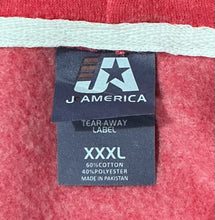 J AMERICA
TEAR AWAY
LABEL
XXXL
60%COTTON
40%POLYESTER
MADE IN PAKISTAN